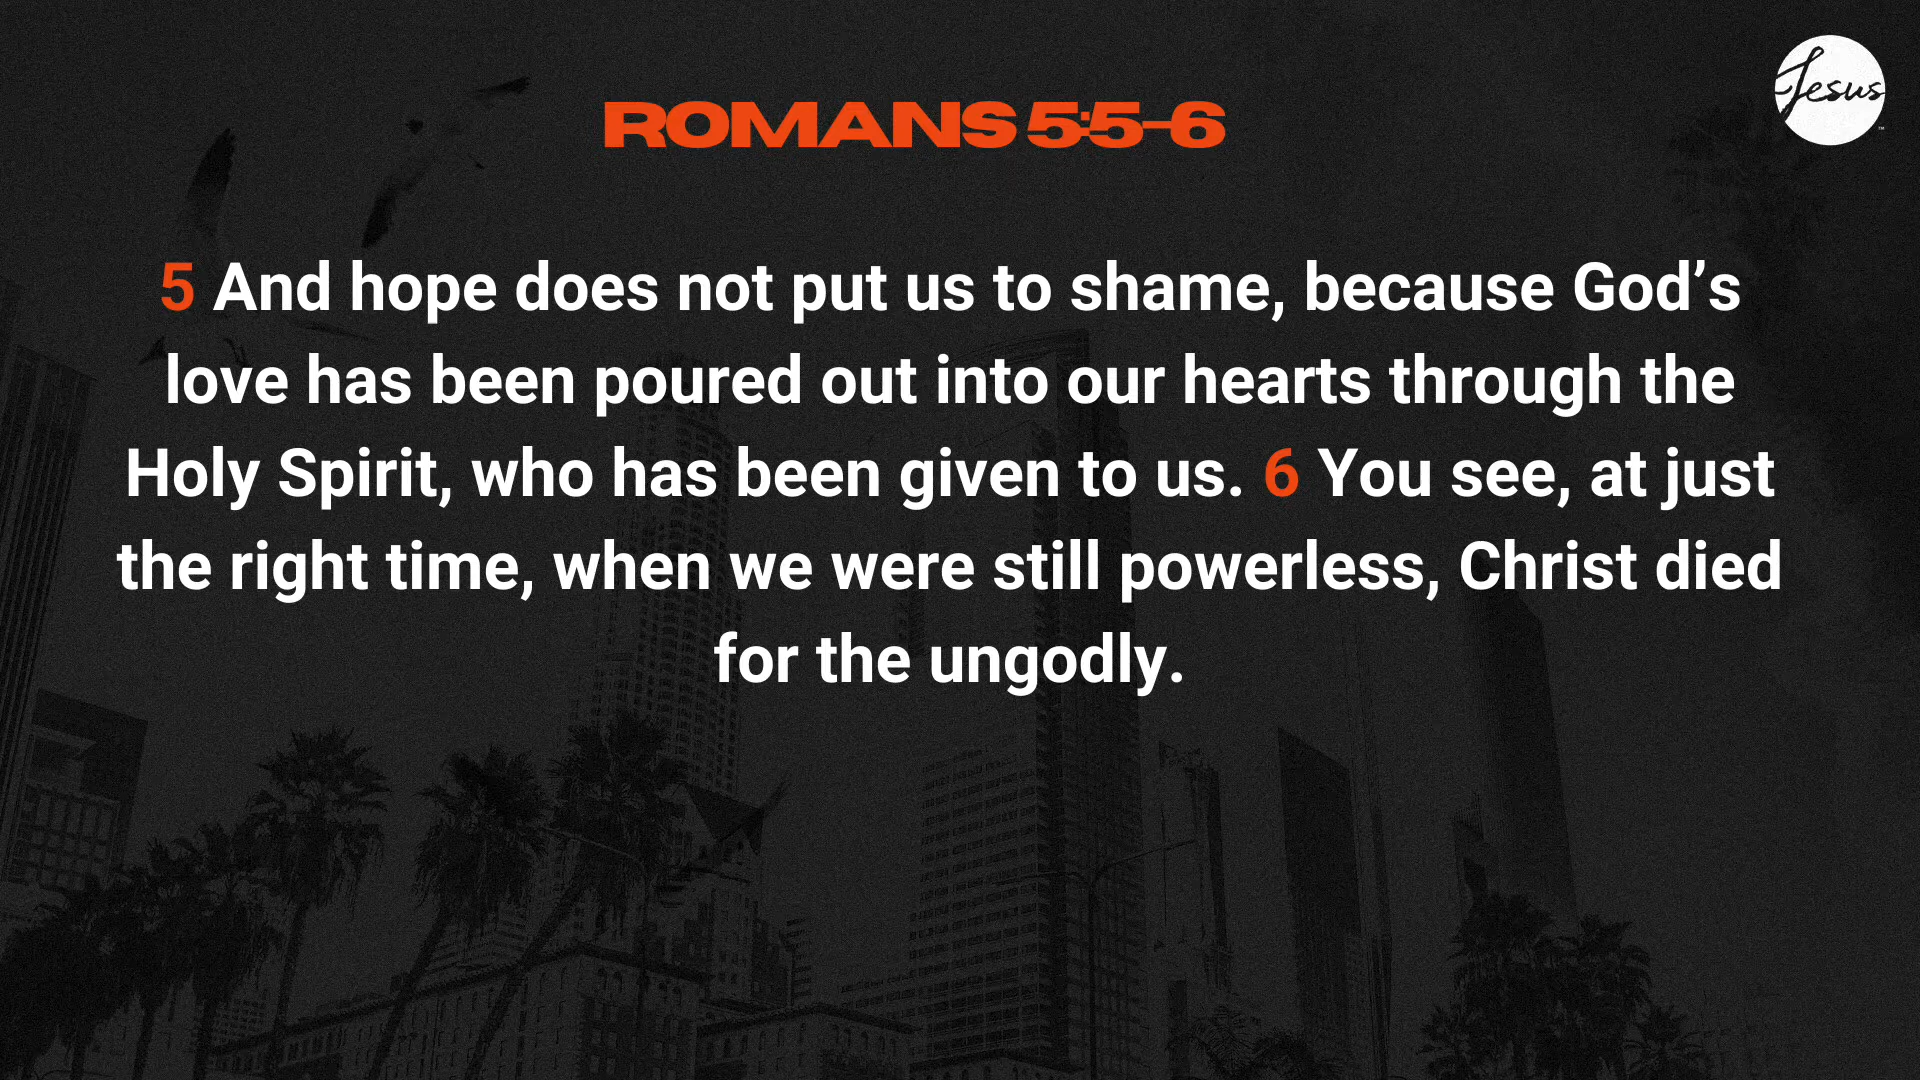 Jesus
™
ROMANS 5:5-6
5 And hope does not put us to shame, because God’s
love has been poured out into our hearts through the
Holy Spirit, who has been given to us. 6 You see, at just
the right time, when we were still powerless, Christ died
for the ungodly.